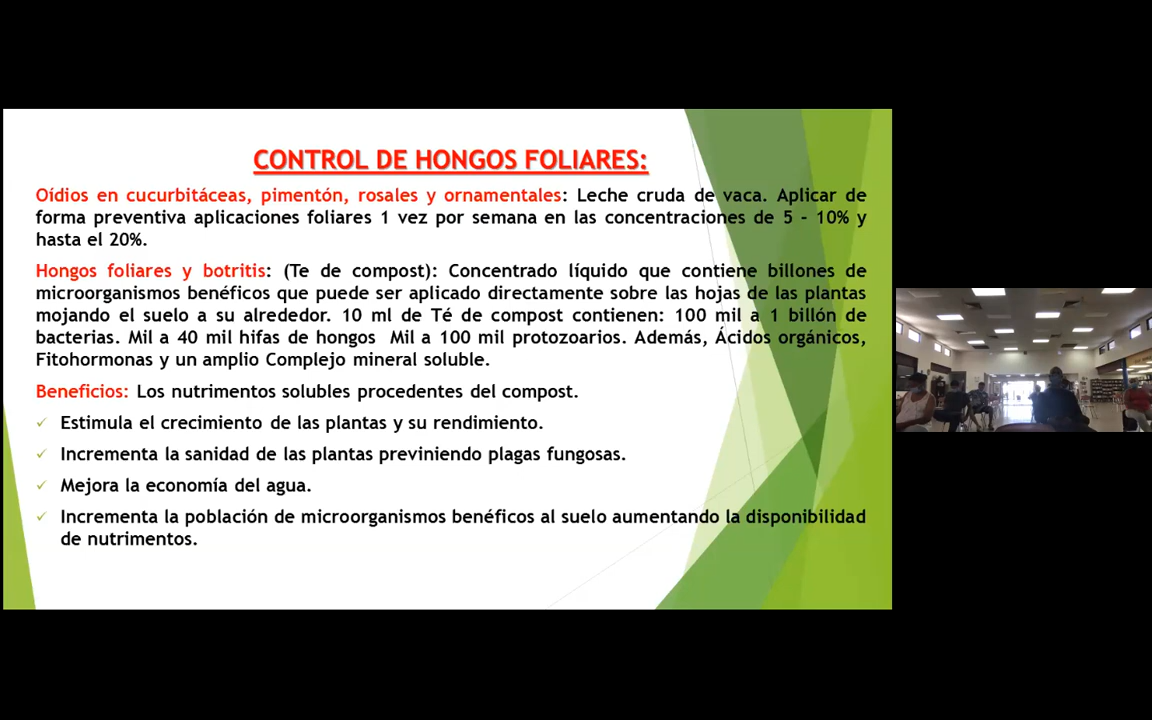 CONTROL DE HONGOS FOLIARES:
Oídios en cucurbitáceas, pimentón, rosales y ornamentales: Leche cruda de vaca. Aplicar de
forma preventiva aplicaciones foliares 1 vez por semana en las concentraciones de 5 - 10% y
hasta el 20%.
Hongos foliares y botritis: (Te de compost): Concentrado líquido que contiene billones de
microorganismos benéficos que puede ser aplicado directamente sobre las hojas de las plantas
mojando el suelo a su alrededor. 10 ml de Té de compost contienen: 100 mil a 1 billón de
bacterias. Mil a 40 mil hifas de hongos Mil a 100 mil protozoarios. Además, Ácidos orgánicos,
Fitohormonas y un amplio Complejo mineral soluble.
Beneficios: Los nutrimentos solubles procedentes del compost.
✓ Estimula el crecimiento de las plantas y su rendimiento.
✓ Incrementa la sanidad de las plantas previniendo plagas fungosas.
✓ Mejora la economía del agua.
✓ Incrementa la población de microorganismos benéficos al suelo aumentando la disponibilidad
de nutrimentos.